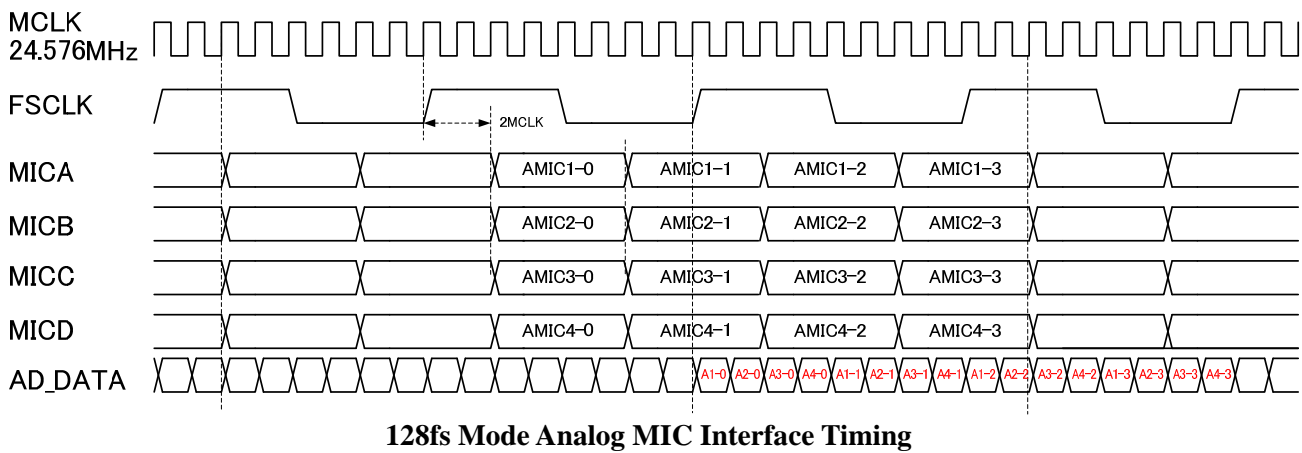 MCLK
24.576MHz
FSCLK
2MCLK
MICA AMIC1-0 AMIC1-1 AMIC1-2 AMIC1-3
MICB AMIC2-0 AMIC2-1 AMIC2-2 AMIC2-3
MICC AMIC3-0 AMIC3-1 AMIC3-2 AMIC3-3
MICD AMIC4-0 AMIC4-1 AMIC4-2 AMIC4-3
AD_DATA A1-0 A2-0 A3-0 A4-0 A1-1 A2-1 A3-1 A4-1 A1-2 A2-2 A3-2 A4-2 A1-3 A2-3 A3-3 A4-3
128fs Mode Analog MIC Interface Timing